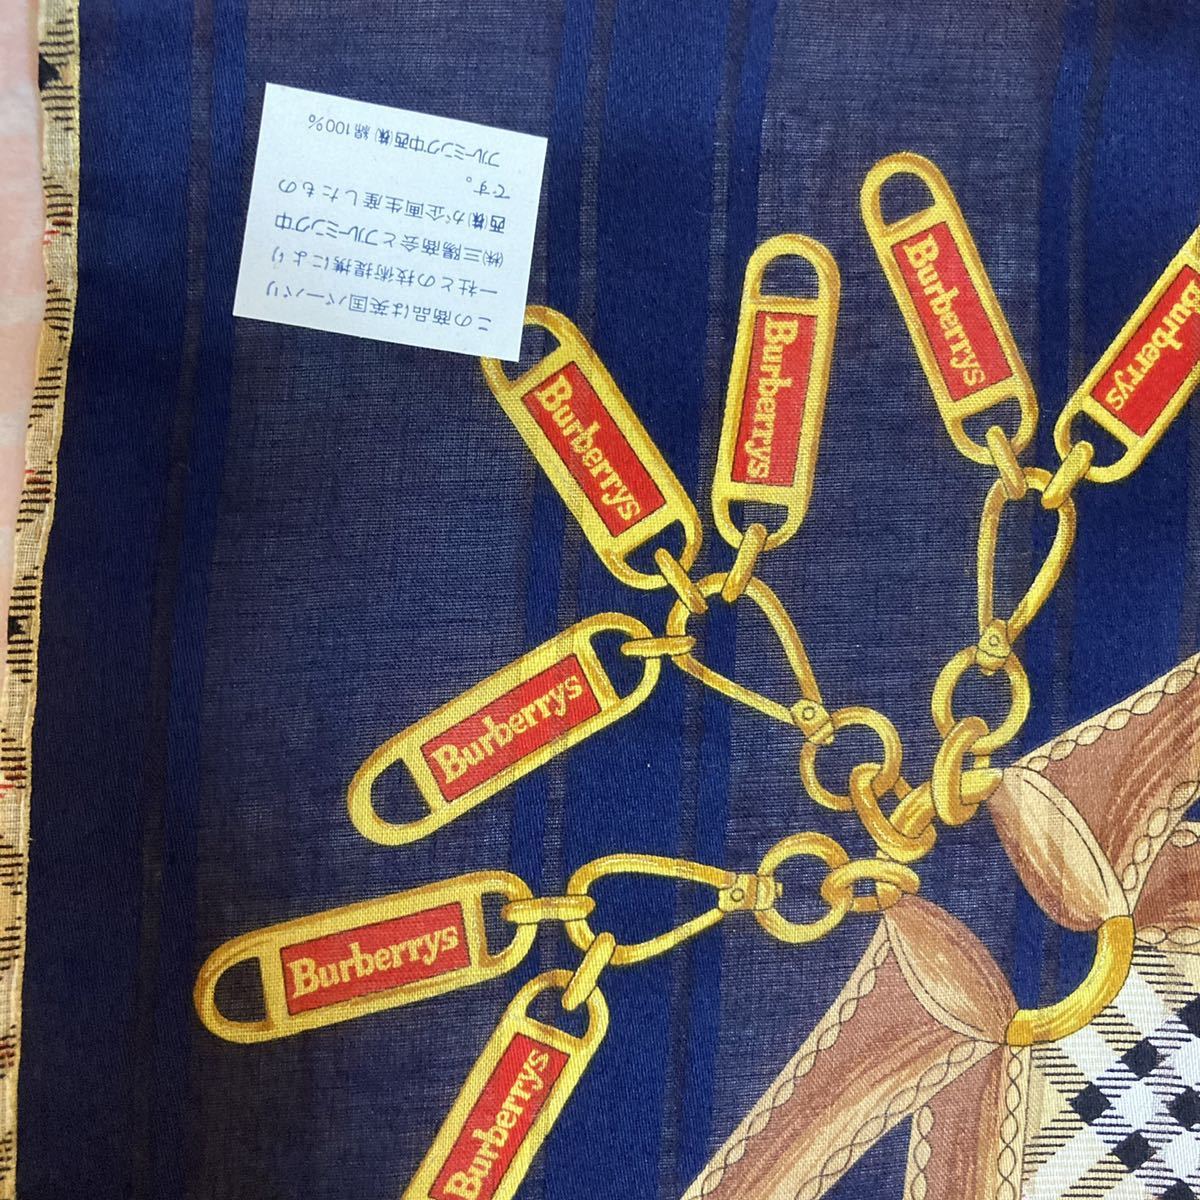 この商品は英国バーバリ
一社との技術提携により
㈱三陽商会とブルーミング中
西㈱が企画生産したもの
です。
ブルーミング中西㈱ 綿100%
Burberrys
Burberrys
Burberrys
Burberrys
Burberrys
Burberrys
Burberrys